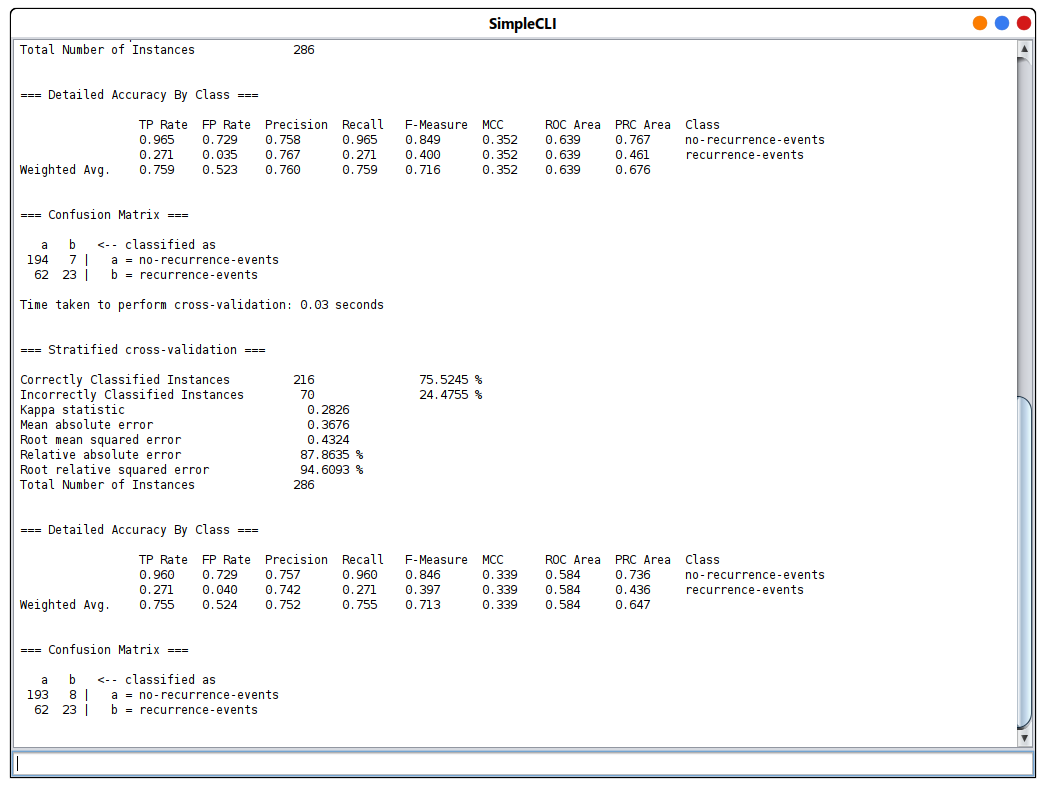 SimpleCLI
Total Number of Instances 286
=== Detailed Accuracy By Class ===
TP Rate FP Rate Precision Recall F-Measure MCC ROC Area PRC Area Class
0.965 0.729 0.758 0.965 0.849 0.352 0.639 0.767 no-recurrence-events
0.271 0.035 0.767 0.271 0.400 0.352 0.639 0.461 recurrence-events
Weighted Avg. 0.759 0.523 0.760 0.759 0.716 0.352 0.639 0.676
=== Confusion Matrix ===
a b <-- classified as
194 7 | a = no-recurrence-events
62 23 | b = recurrence-events
Time taken to perform cross-validation: 0.03 seconds
=== Stratified cross-validation ===
Correctly Classified Instances 216 75.5245 %
Incorrectly Classified Instances 70 24.4755 %
Kappa statistic 0.2826
Mean absolute error 0.3676
Root mean squared error 0.4324
Relative absolute error 87.8635 %
Root relative squared error 94.6093 %
Total Number of Instances 286
=== Detailed Accuracy By Class ===
TP Rate FP Rate Precision Recall F-Measure MCC ROC Area PRC Area Class
0.960 0.729 0.757 0.960 0.846 0.339 0.584 0.736 no-recurrence-events
0.271 0.040 0.742 0.271 0.397 0.339 0.584 0.436 recurrence-events
Weighted Avg. 0.755 0.524 0.752 0.755 0.713 0.339 0.584 0.647
=== Confusion Matrix ===
a b <-- classified as
193 8 | a = no-recurrence-events
62 23 | b = recurrence-events